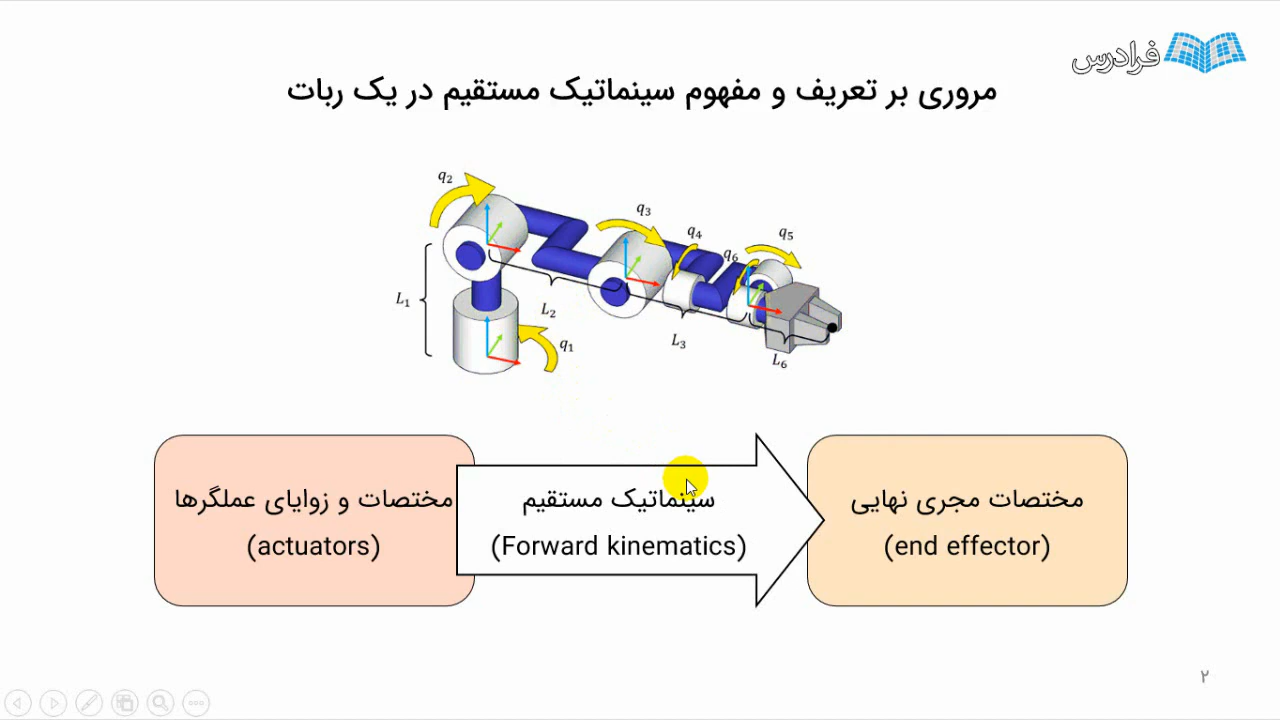 فرادرس
مروری بر تعریف و مفهوم سینماتیک مستقیم در یک ربات
q2
q3
q4
q6
q5
L1
L2
q1
L3
L6
مختصات و زوایای عملگرها
(actuators)
سینماتیک مستقیم
(Forward kinematics)
مختصات مجری نهایی
(end effector)
۲